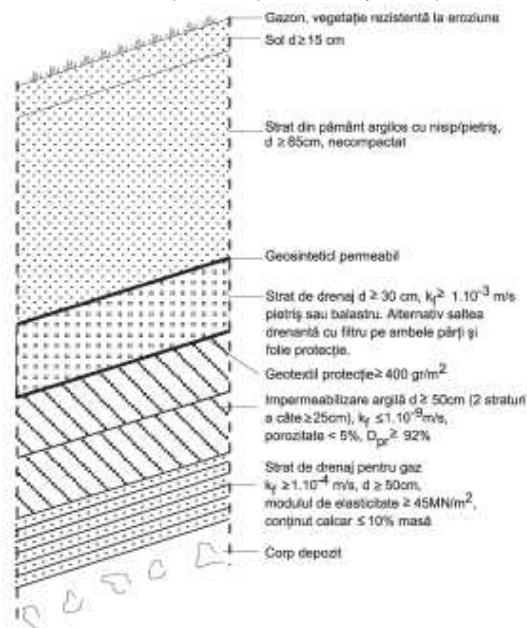 Gazon, vegetație rezistentă la eroziune
Sol d ≥ 15 cm
Strat din pământ argilos cu nisip/pietriș,
d ≥ 85cm, necompactat
Geosintetici permeabil
Strat de drenaj d ≥ 30 cm, kf ≥ 1.10⁻³ m/s
pietriș sau balastru. Alternativ saltea
drenantă cu filtru pe ambele părți și
folie protecție.
Geotextil protecție ≥ 400 gr/m²
Impermeabilizare argilă d ≥ 50cm (2 straturi
a câte ≥ 25cm), kf ≤ 1.10⁻⁹ m/s,
porozitate < 5%, Dpr ≥ 92%
Strat de drenaj pentru gaz
kf ≥ 1.10⁻⁴ m/s, d ≥ 50cm,
modulul de elasticitate ≥ 45MN/m²,
conținut calcar ≤ 10% masă
Corp depozit